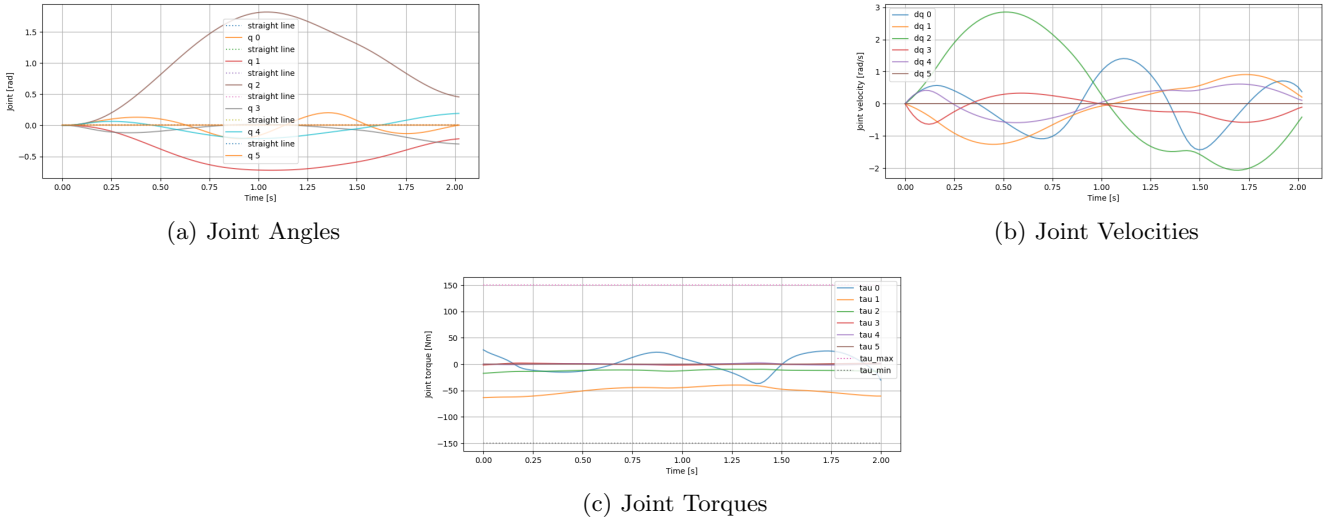 1.5
1.0
0.5
0.0
−0.5
Joint [rad]
straight line
q 0
straight line
q 1
straight line
q 2
straight line
q 3
straight line
q 4
straight line
q 5
0.00 0.25 0.50 0.75 1.00 1.25 1.50 1.75 2.00
Time [s]
(a) Joint Angles
3
2
1
0
−1
−2
Joint velocity [rad/s]
dq 0
dq 1
dq 2
dq 3
dq 4
dq 5
0.00 0.25 0.50 0.75 1.00 1.25 1.50 1.75 2.00
Time [s]
(b) Joint Velocities
150
100
50
0
−50
−100
−150
Joint torque [Nm]
tau 0
tau 1
tau 2
tau 3
tau 4
tau 5
tau_max
tau_min
0.00 0.25 0.50 0.75 1.00 1.25 1.50 1.75 2.00
Time [s]
(c) Joint Torques